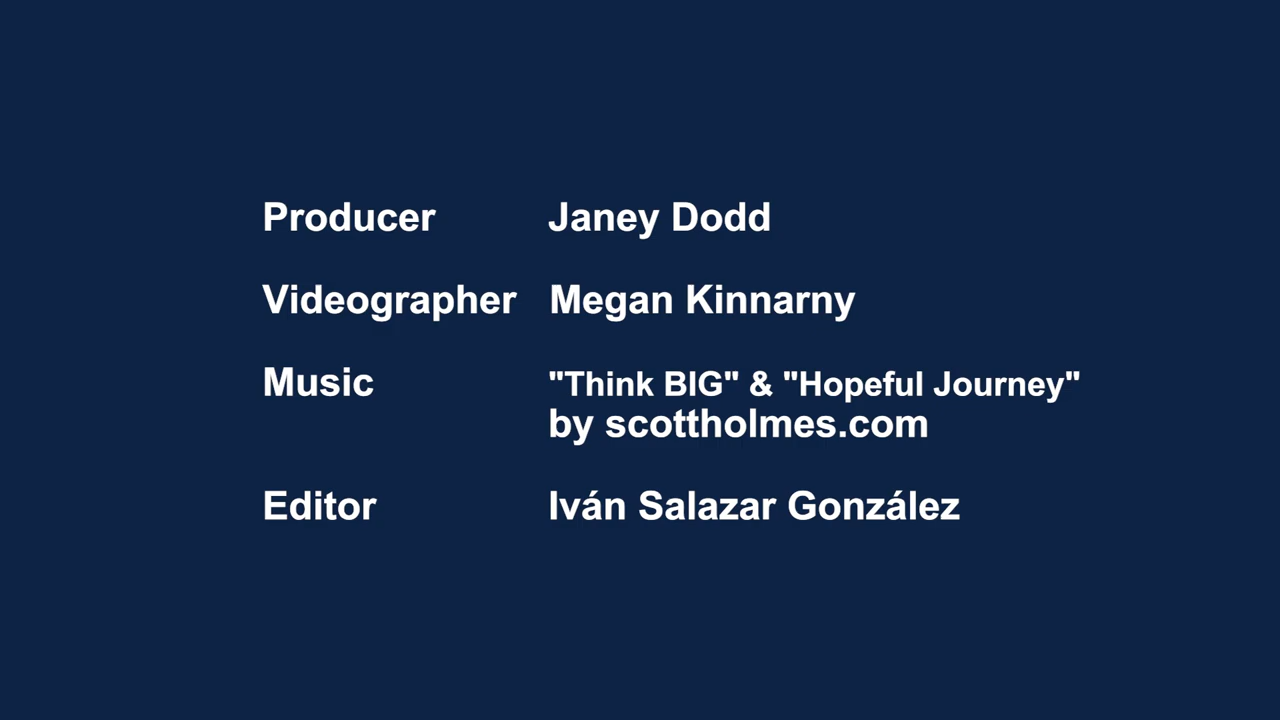 Producer Janey Dodd
Videographer Megan Kinnarny
Music "Think BIG" & "Hopeful Journey"
by scottholmes.com
Editor Iván Salazar González